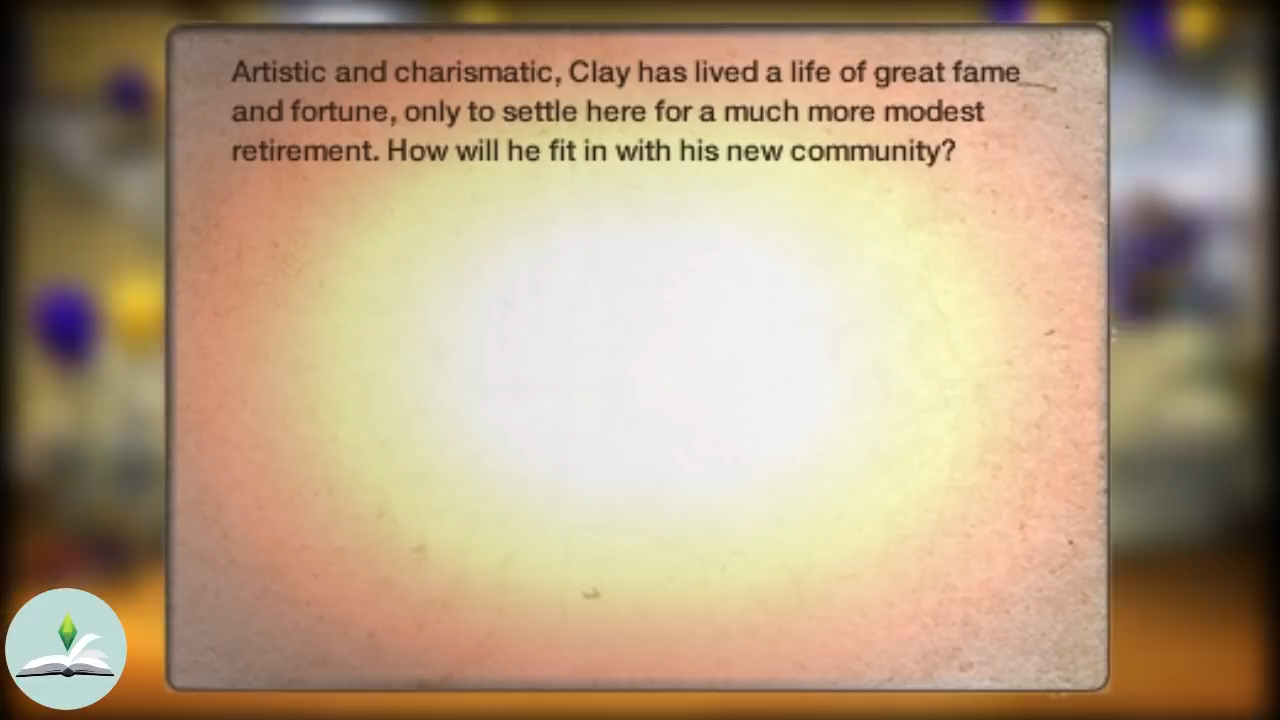 Artistic and charismatic, Clay has lived a life of great fame
and fortune, only to settle here for a much more modest
retirement. How will he fit in with his new community?